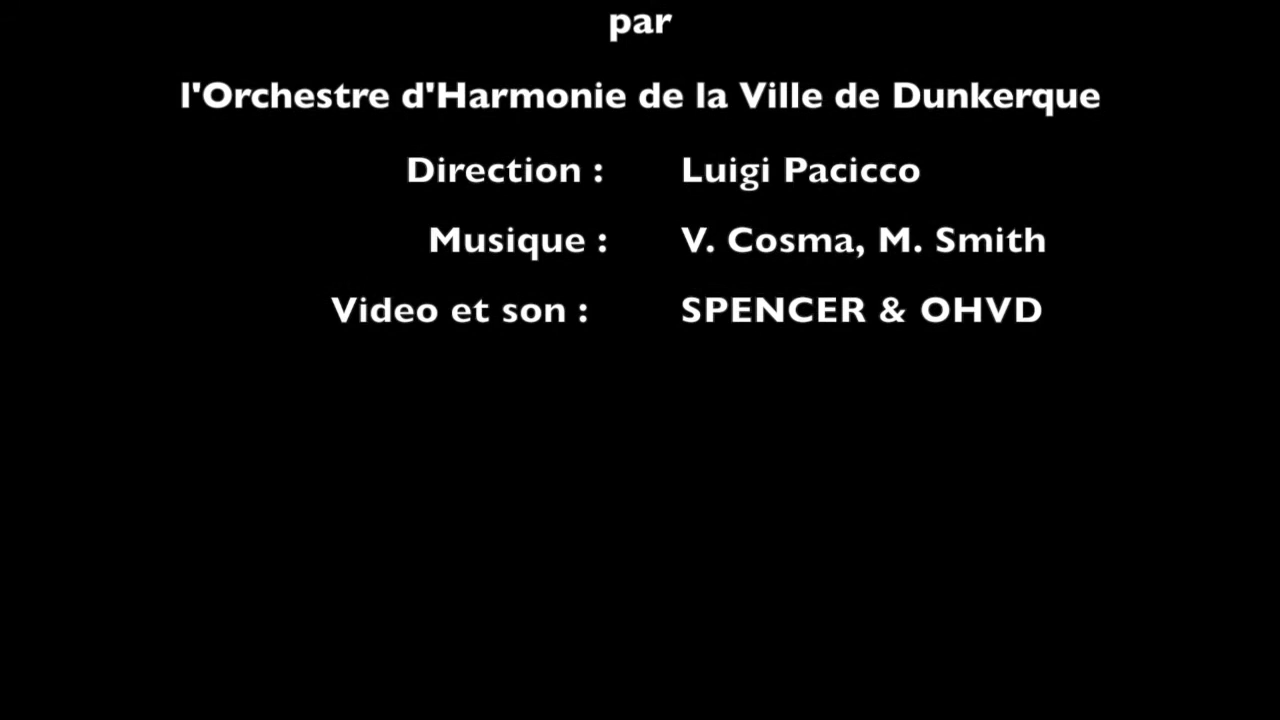 par
l'Orchestre d'Harmonie de la Ville de Dunkerque
Direction : Luigi Pacicco
Musique : V. Cosma, M. Smith
Video et son : SPENCER & OHVD